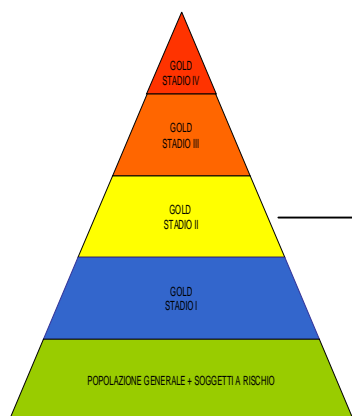 GOLD
STADIO IV
GOLD
STADIO III
GOLD
STADIO II
GOLD
STADIO I
POPOLAZIONE GENERALE + SOGGETTI A RISCHIO